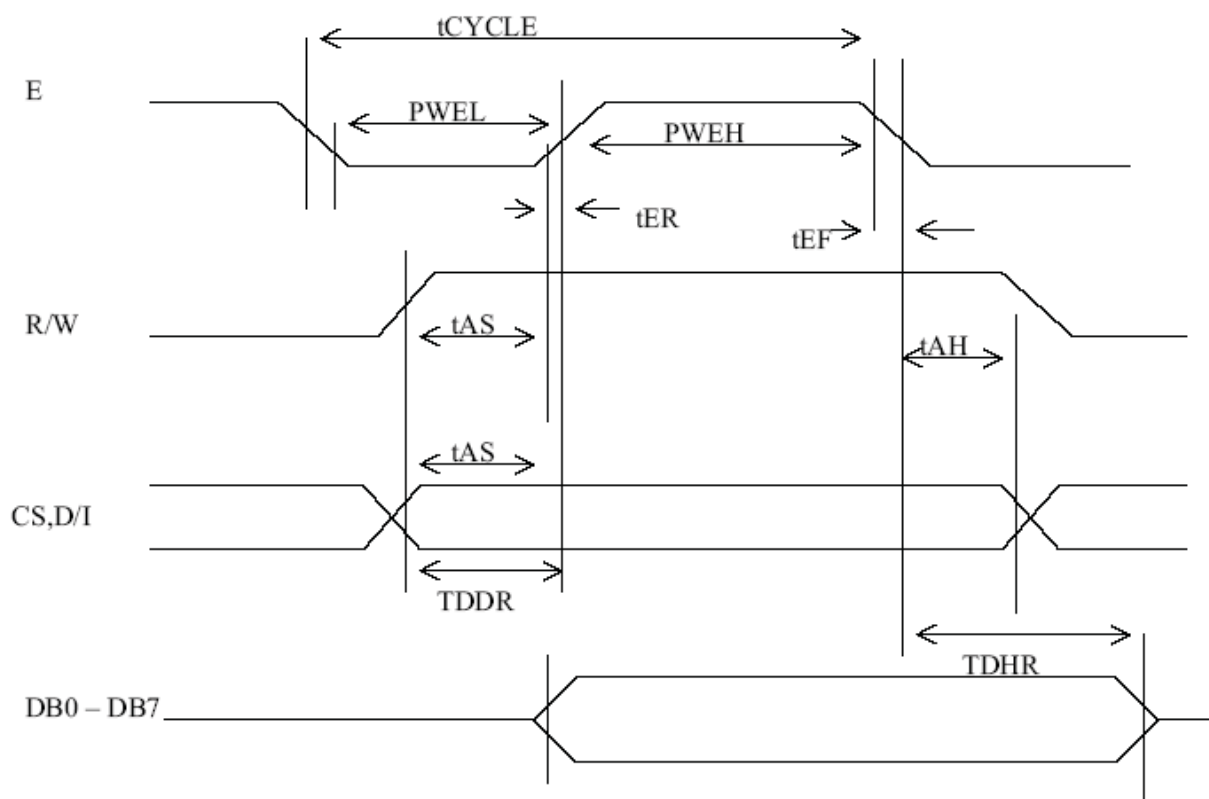 tCYCLE
E
PWEL
PWEH
tER
tEF
R/W
tAS
tAH
tAS
CS,D/I
TDDR
TDHR
DB0 – DB7